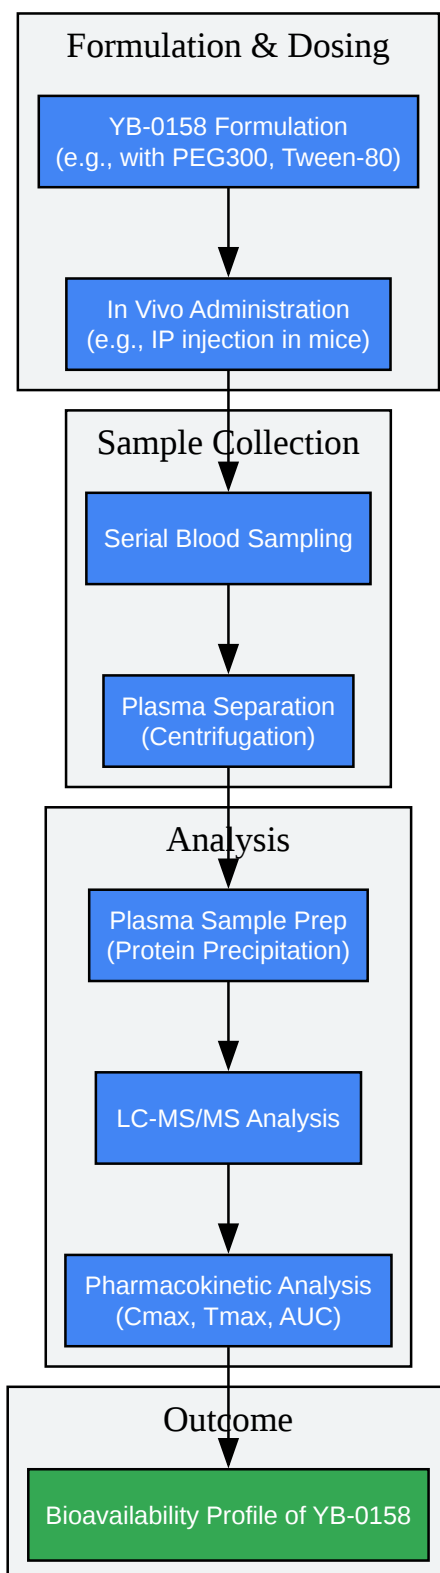 Formulation & Dosing
YB-0158 Formulation
(e.g., with PEG300, Tween-80)
In Vivo Administration
(e.g., IP injection in mice)
Sample Collection
Serial Blood Sampling
Plasma Separation
(Centrifugation)
Analysis
Plasma Sample Prep
(Protein Precipitation)
LC-MS/MS Analysis
Pharmacokinetic Analysis
(Cmax, Tmax, AUC)
Outcome
Bioavailability Profile of YB-0158